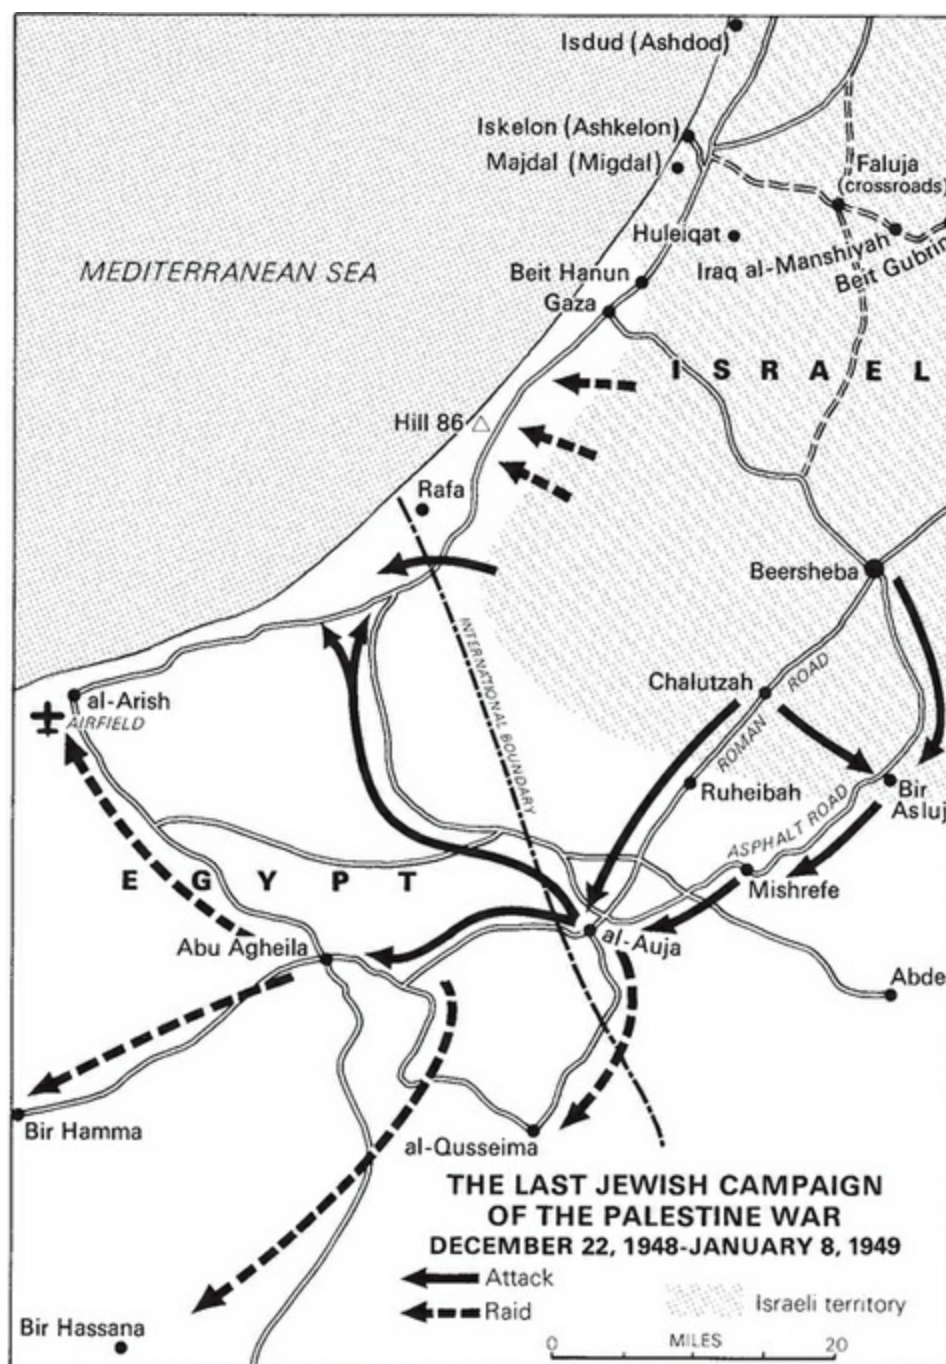 Isdud (Ashdod)
Iskelon (Ashkelon)
Majdal (Migdal)
Faluja
(crossroads)
Huleiqat
Iraq al-Manshiyah
MEDITERRANEAN SEA
Beit Hanun
Beit Gubrin
Gaza
ISRAEL
Hill 86
Rafa
Beersheba
INTERNATIONAL BOUNDARY
Chalutzah
ROMAN ROAD
al-Arish
AIRFIELD
Ruheibah
Bir
Asluj
ASPHALT ROAD
EGYPT
Mishrefe
al-Auja
Abu Agheila
Abde
Bir Hamma
al-Qusseima
THE LAST JEWISH CAMPAIGN
OF THE PALESTINE WAR
DECEMBER 22, 1948-JANUARY 8, 1949
Attack
Raid
Israeli territory
Bir Hassana
0 MILES 20